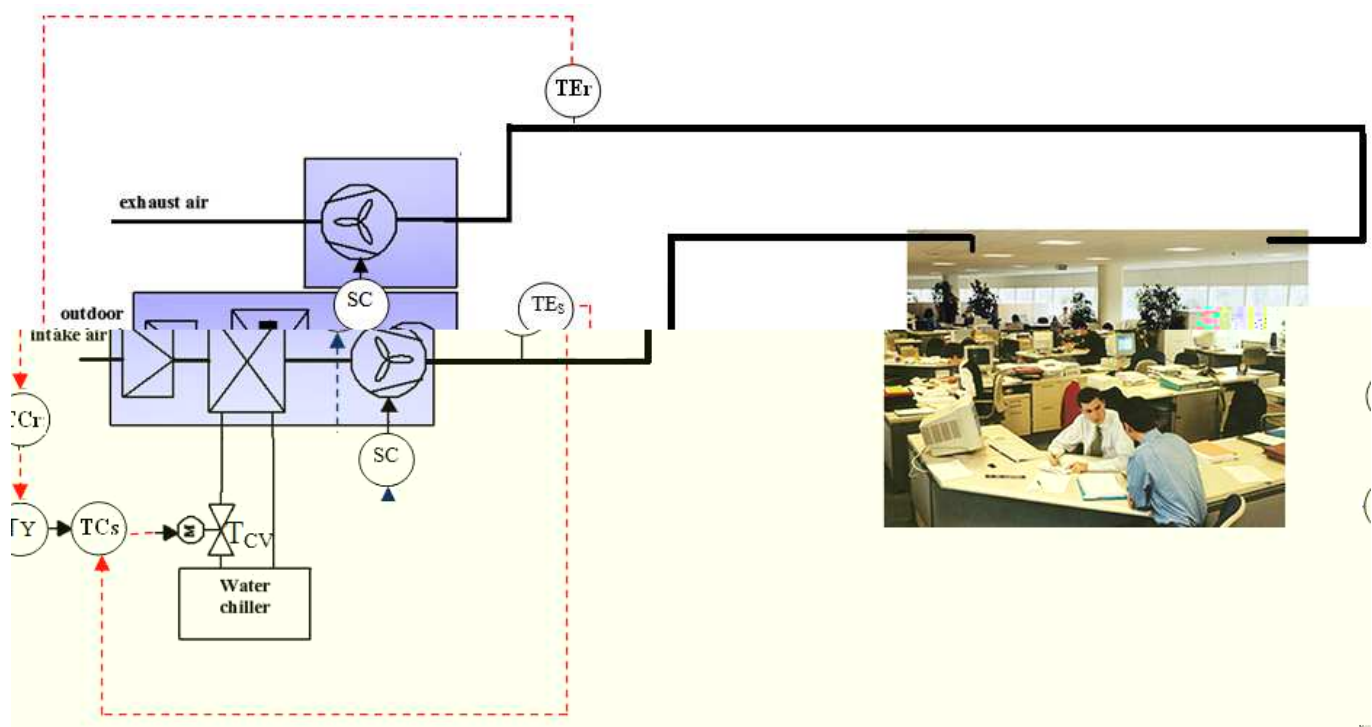 TEr
exhaust air
SC
TEs
outdoor
intake air
TCr
SC
TY
TCs
M
TCV
Water
chiller